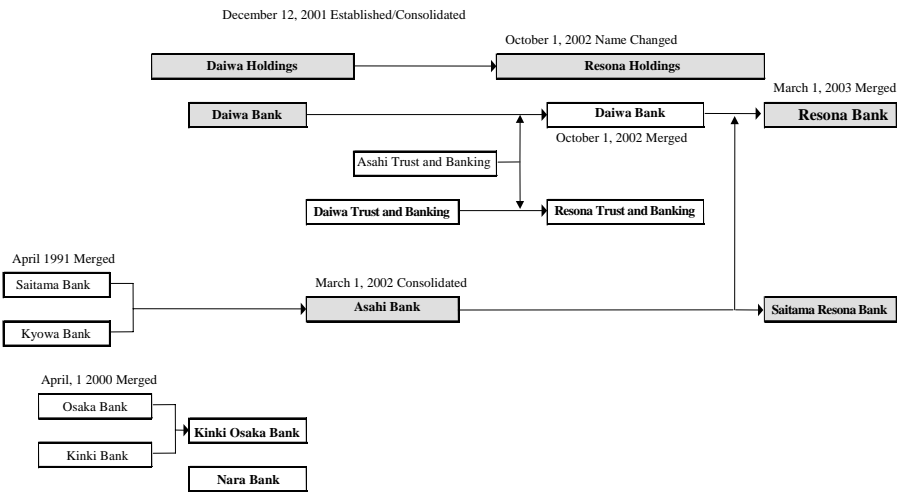 December 12, 2001 Established/Consolidated
October 1, 2002 Name Changed
Daiwa Holdings
Resona Holdings
March 1, 2003 Merged
Daiwa Bank
Daiwa Bank
Resona Bank
October 1, 2002 Merged
Asahi Trust and Banking
Daiwa Trust and Banking
Resona Trust and Banking
April 1991 Merged
Saitama Bank
March 1, 2002 Consolidated
Asahi Bank
Saitama Resona Bank
Kyowa Bank
April, 1 2000 Merged
Osaka Bank
Kinki Osaka Bank
Kinki Bank
Nara Bank